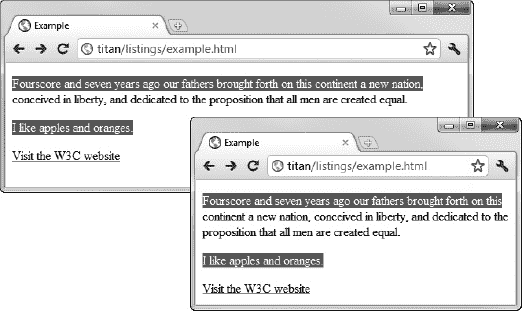 Example
titan/listings/example.html
Fourscore and seven years ago our fathers brought forth on this continent a new nation,
conceived in liberty, and dedicated to the proposition that all men are created equal.
I like apples and oranges.
Visit the W3C website
Example
titan/listings/example.html
Fourscore and seven years ago our fathers brought forth on this
continent a new nation, conceived in liberty, and dedicated to the
proposition that all men are created equal.
I like apples and oranges.
Visit the W3C website